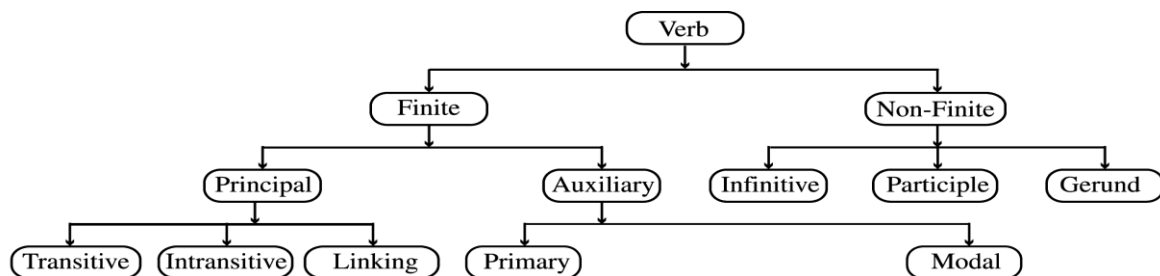 Verb
Finite Non-Finite
Principal Auxiliary Infinitive Participle Gerund
Transitive Intransitive Linking Primary Modal